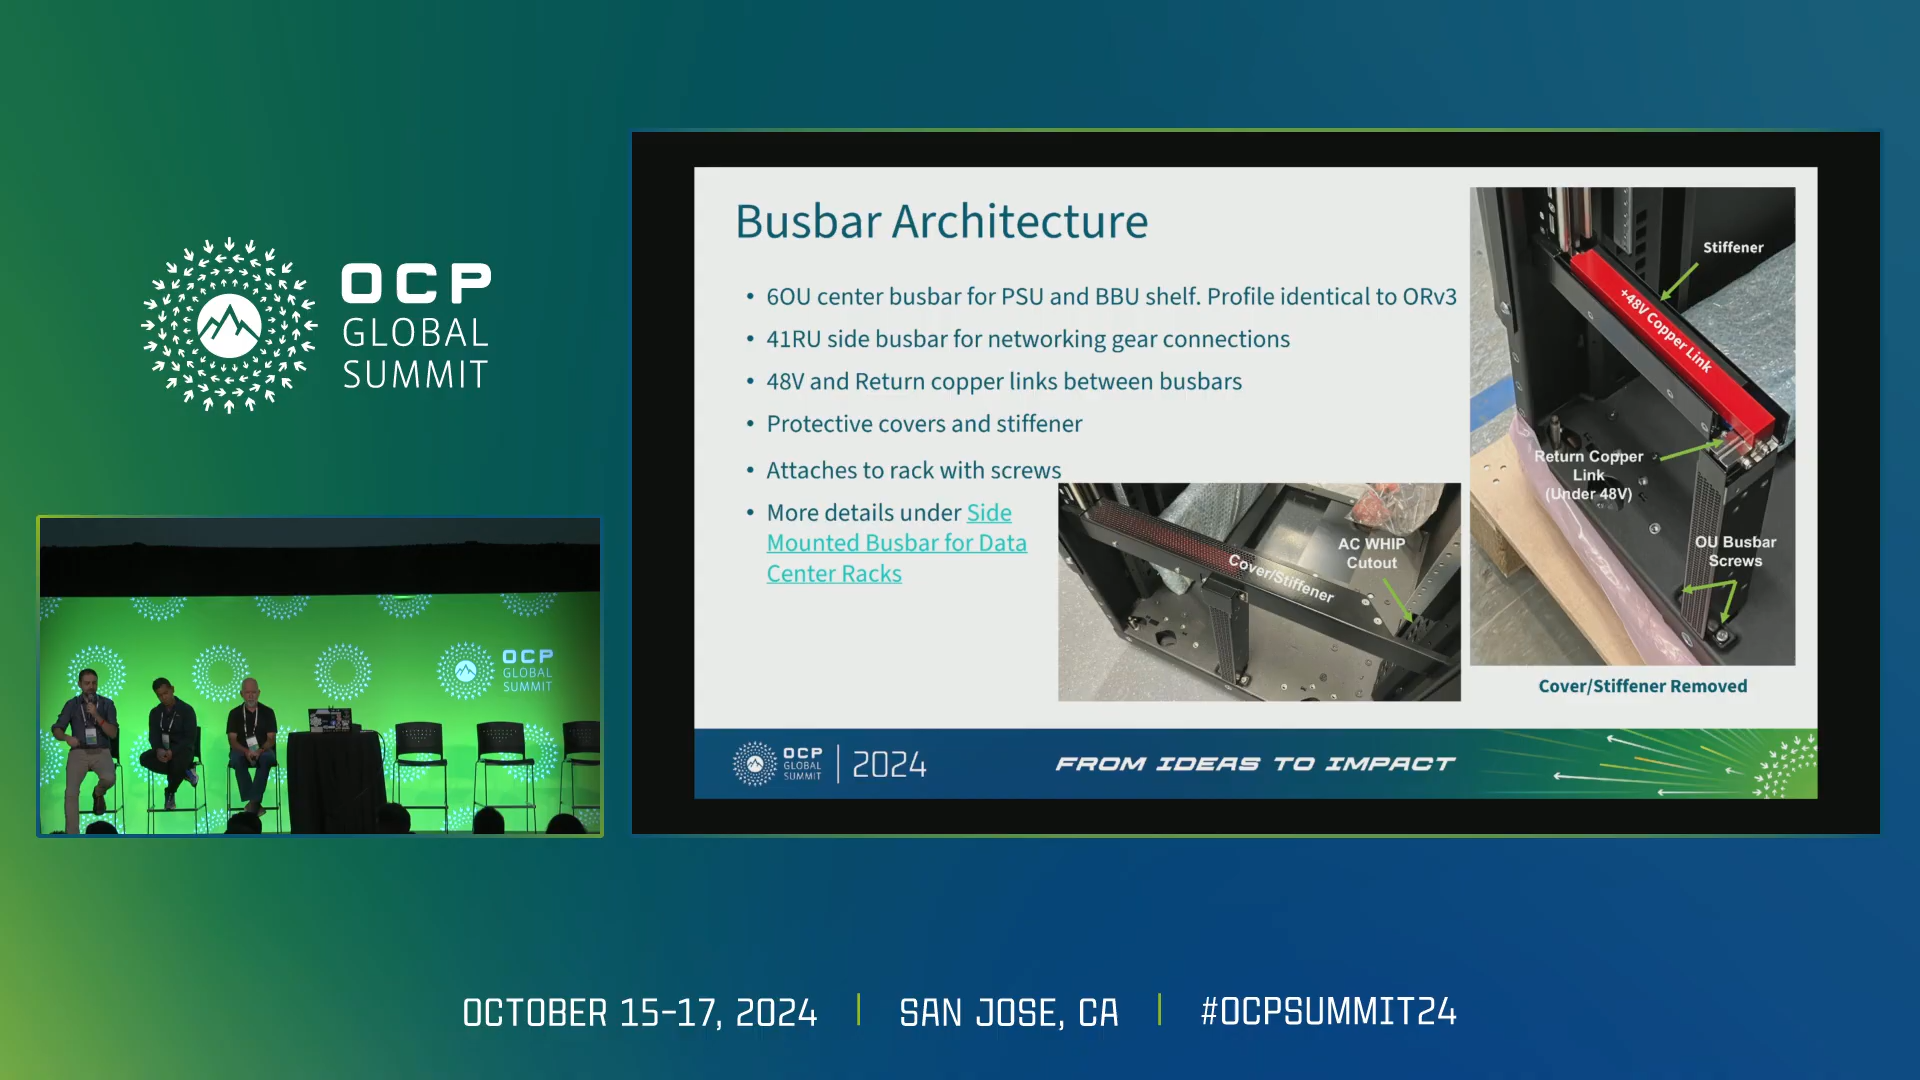 OCP
GLOBAL
SUMMIT
Busbar Architecture
• 6OU center busbar for PSU and BBU shelf. Profile identical to ORv3
• 41RU side busbar for networking gear connections
• 48V and Return copper links between busbars
• Protective covers and stiffener
• Attaches to rack with screws
• More details under Side
Mounted Busbar for Data
Center Racks
Cover/Stiffener
AC WHIP
Cutout
Stiffener
+48V Copper Link
Return Copper
Link
(Under 48V)
OU Busbar
Screws
Cover/Stiffener Removed
OCP
GLOBAL
SUMMIT
2024
FROM IDEAS TO IMPACT
OCP
GLOBAL
SUMMIT
OCTOBER 15-17, 2024
SAN JOSE, CA
#OCPSUMMIT24